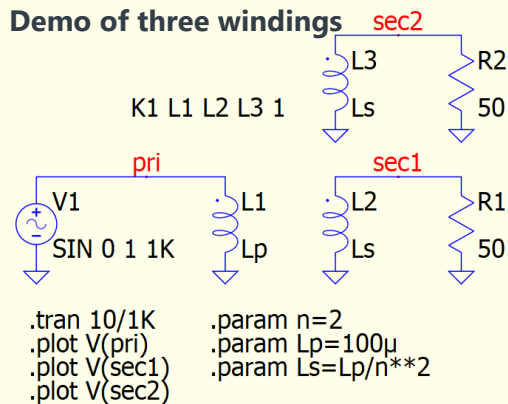 Demo of three windings
sec2
L3
R2
K1 L1 L2 L3 1
Ls
50
pri
sec1
V1
L1
L2
R1
SIN 0 1 1K
Lp
Ls
50
.tran 10/1K
.plot V(pri)
.plot V(sec1)
.plot V(sec2)
.param n=2
.param Lp=100µ
.param Ls=Lp/n**2